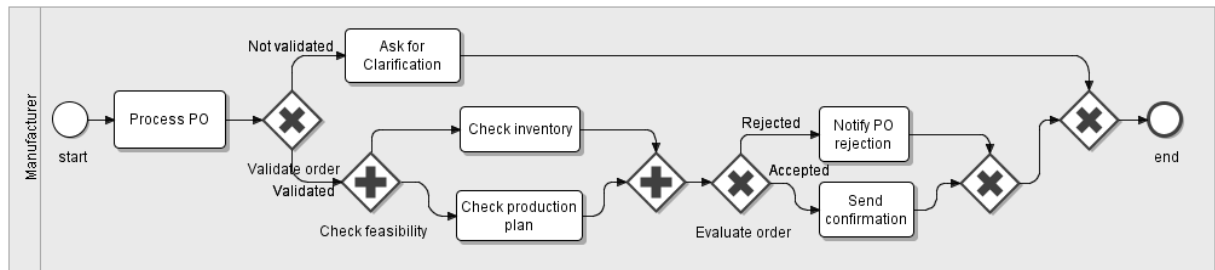 Manufacturer
start
Process PO
Validate order
Not validated
Ask for
Clarification
Validated
Check feasibility
Check inventory
Check production
plan
Evaluate order
Rejected
Notify PO
rejection
Accepted
Send
confirmation
end